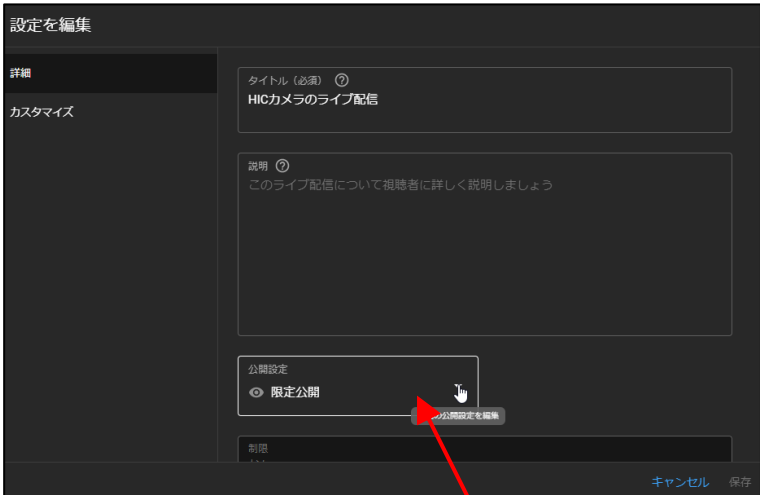 設定を編集
詳細
カスタマイズ
タイトル（必須）
HICカメラのライブ配信
説明
このライブ配信について視聴者に詳しく説明しましょう
公開設定
限定公開
の公開設定を編集
制限
キャンセル 保存